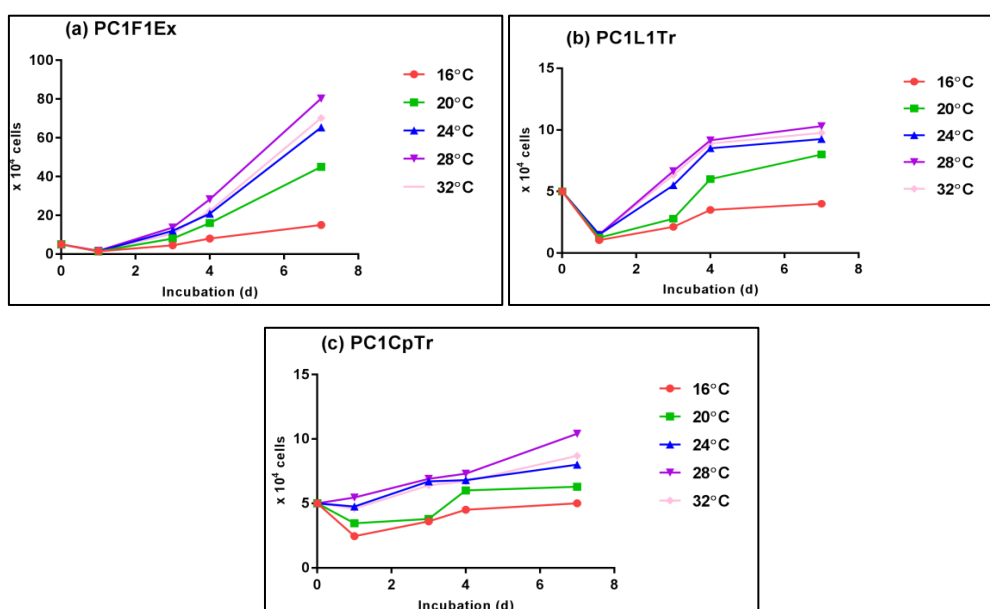 (a) PC1F1Ex
x 10⁴ cells
100
80
60
40
20
0
0 2 4 6 8
Incubation (d)
16°C
20°C
24°C
28°C
32°C
(b) PC1L1Tr
x 10⁴ cells
15
10
5
0
0 2 4 6 8
Incubation (d)
16°C
20°C
24°C
28°C
32°C
(c) PC1CpTr
x 10⁴ cells
15
10
5
0
0 2 4 6 8
Incubation (d)
16°C
20°C
24°C
28°C
32°C